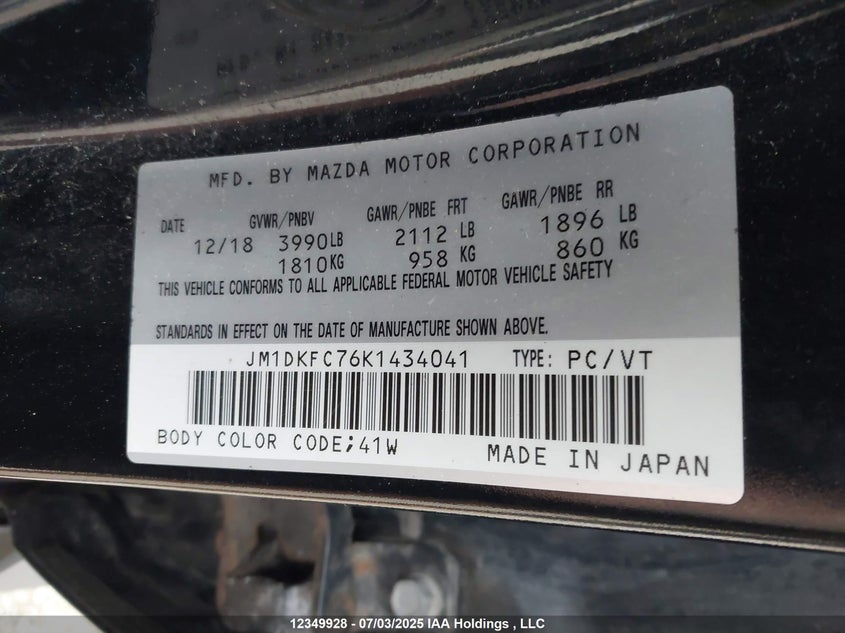 MFD. BY MAZDA MOTOR CORPORATION
DATE GVWR/PNBV GAWR/PNBE FRT GAWR/PNBE RR
12/18 3990LB 2112 LB 1896 LB
1810KG 958 KG 860 KG
THIS VEHICLE CONFORMS TO ALL APPLICABLE FEDERAL MOTOR VEHICLE SAFETY
STANDARDS IN EFFECT ON THE DATE OF MANUFACTURE SHOWN ABOVE.
JM1DKFC76K1434041 TYPE: PC/VT
BODY COLOR CODE;41W MADE IN JAPAN
12349928 - 07/03/2025 IAA Holdings , LLC